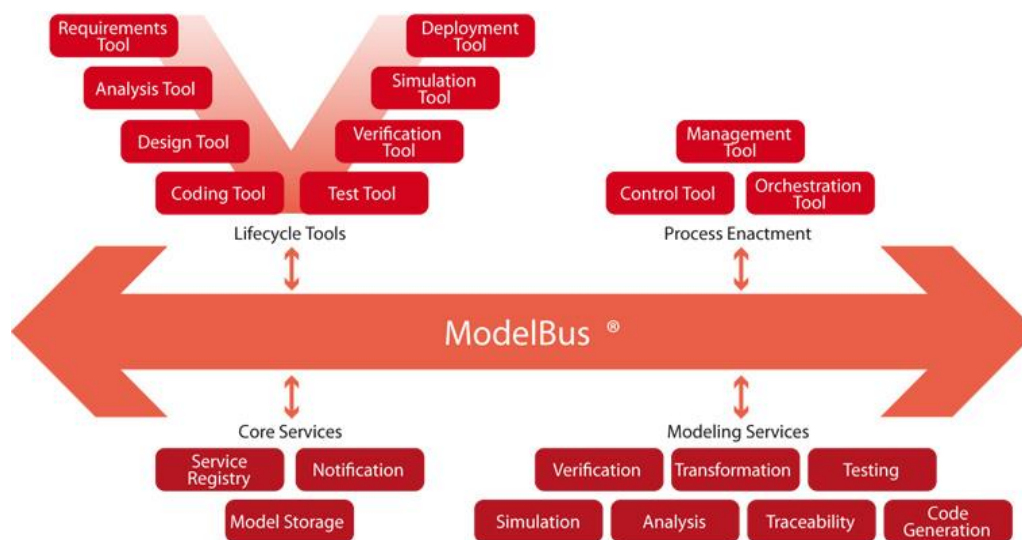 Requirements
Tool
Deployment
Tool
Analysis Tool
Simulation
Tool
Design Tool
Verification
Tool
Coding Tool
Test Tool
Lifecycle Tools
Management
Tool
Control Tool
Orchestration
Tool
Process Enactment
ModelBus ®
Core Services
Service
Registry
Notification
Model Storage
Modeling Services
Verification
Transformation
Testing
Simulation
Analysis
Traceability
Code
Generation